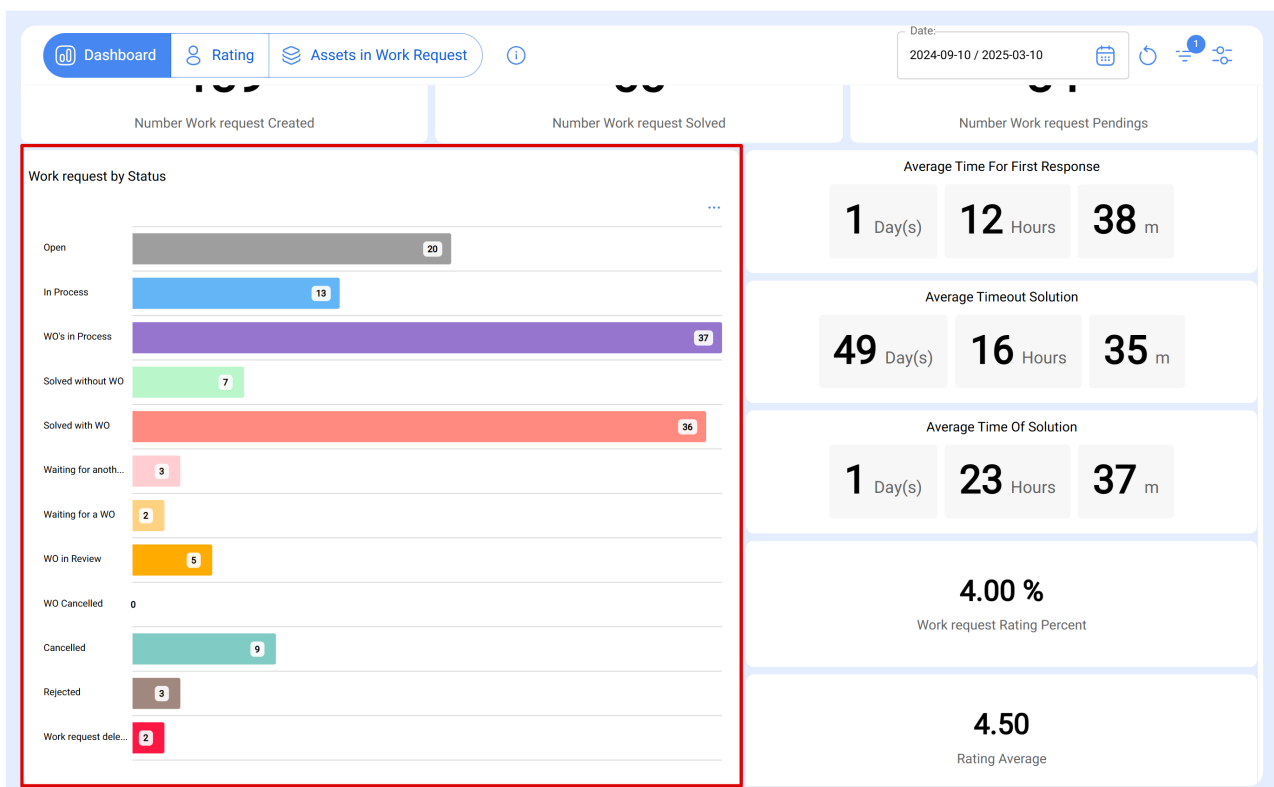 Dashboard
Rating
Assets in Work Request
Date:
2024-09-10 / 2025-03-10
1
Number Work request Created
Number Work request Solved
Number Work request Pendings
Work request by Status
Open 20
In Process 13
WO's in Process 37
Solved without WO 7
Solved with WO 36
Waiting for anoth... 3
Waiting for a WO 2
WO in Review 5
WO Cancelled 0
Cancelled 9
Rejected 3
Work request dele... 2
Average Time For First Response
1 Day(s) 12 Hours 38 m
Average Timeout Solution
49 Day(s) 16 Hours 35 m
Average Time Of Solution
1 Day(s) 23 Hours 37 m
4.00 %
Work request Rating Percent
4.50
Rating Average